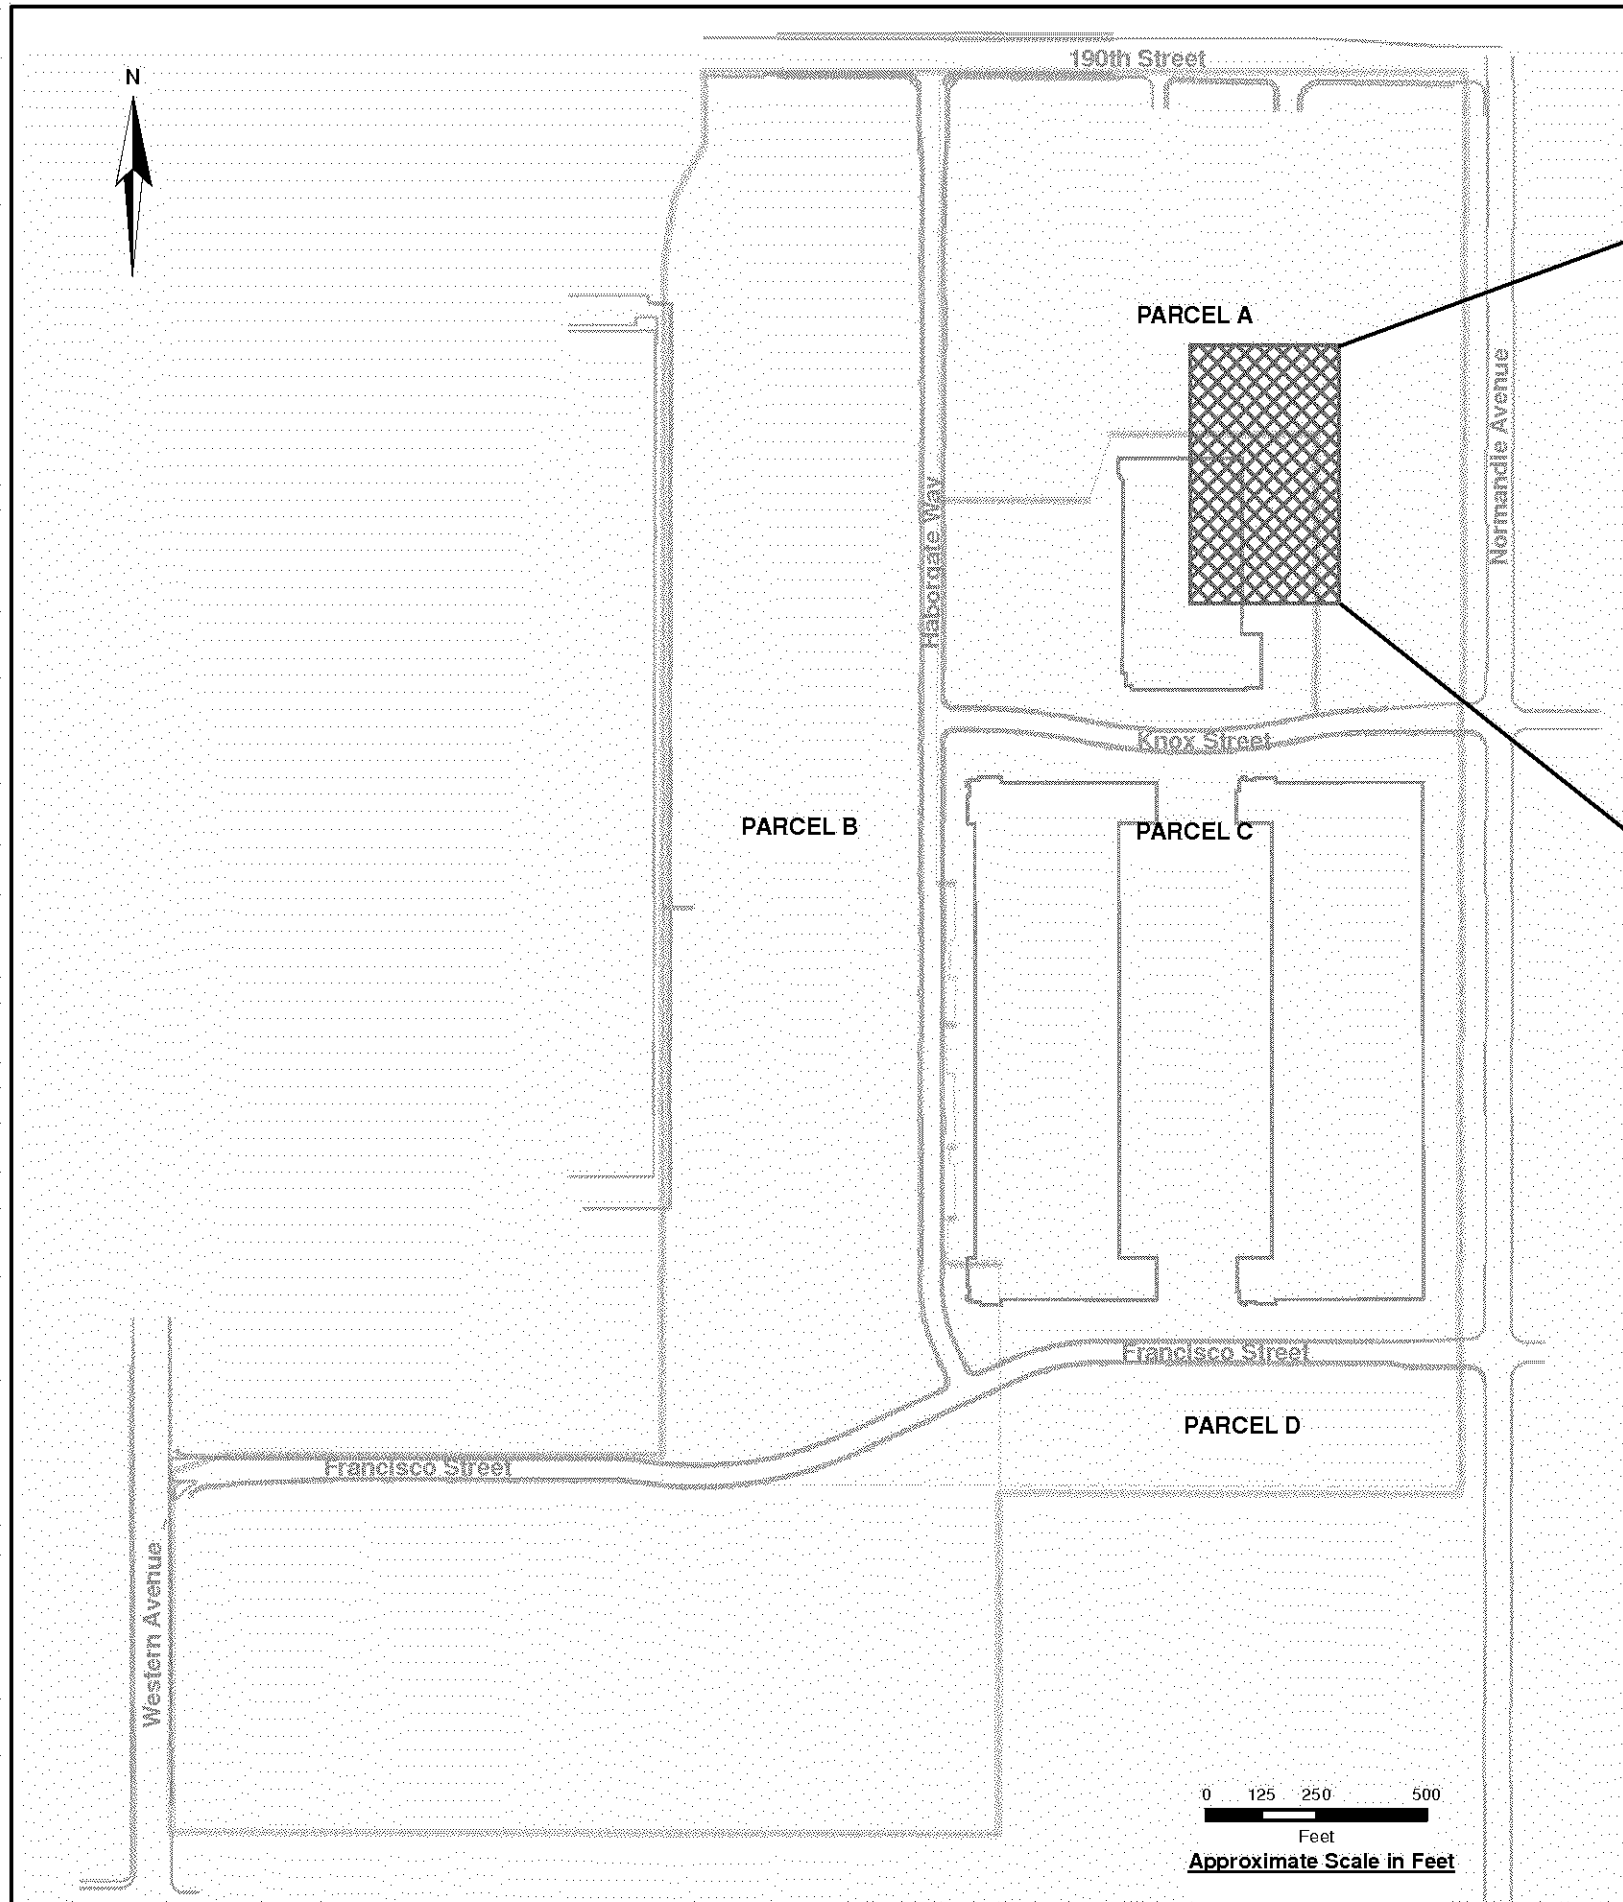 190th Street
N
PARCEL A
Normandie Avenue
Haborgate Way
Knox Street
PARCEL B
PARCEL C
Francisco Street
PARCEL D
Francisco Street
Western Avenue
0 125 250 500
Feet
Approximate Scale in Feet